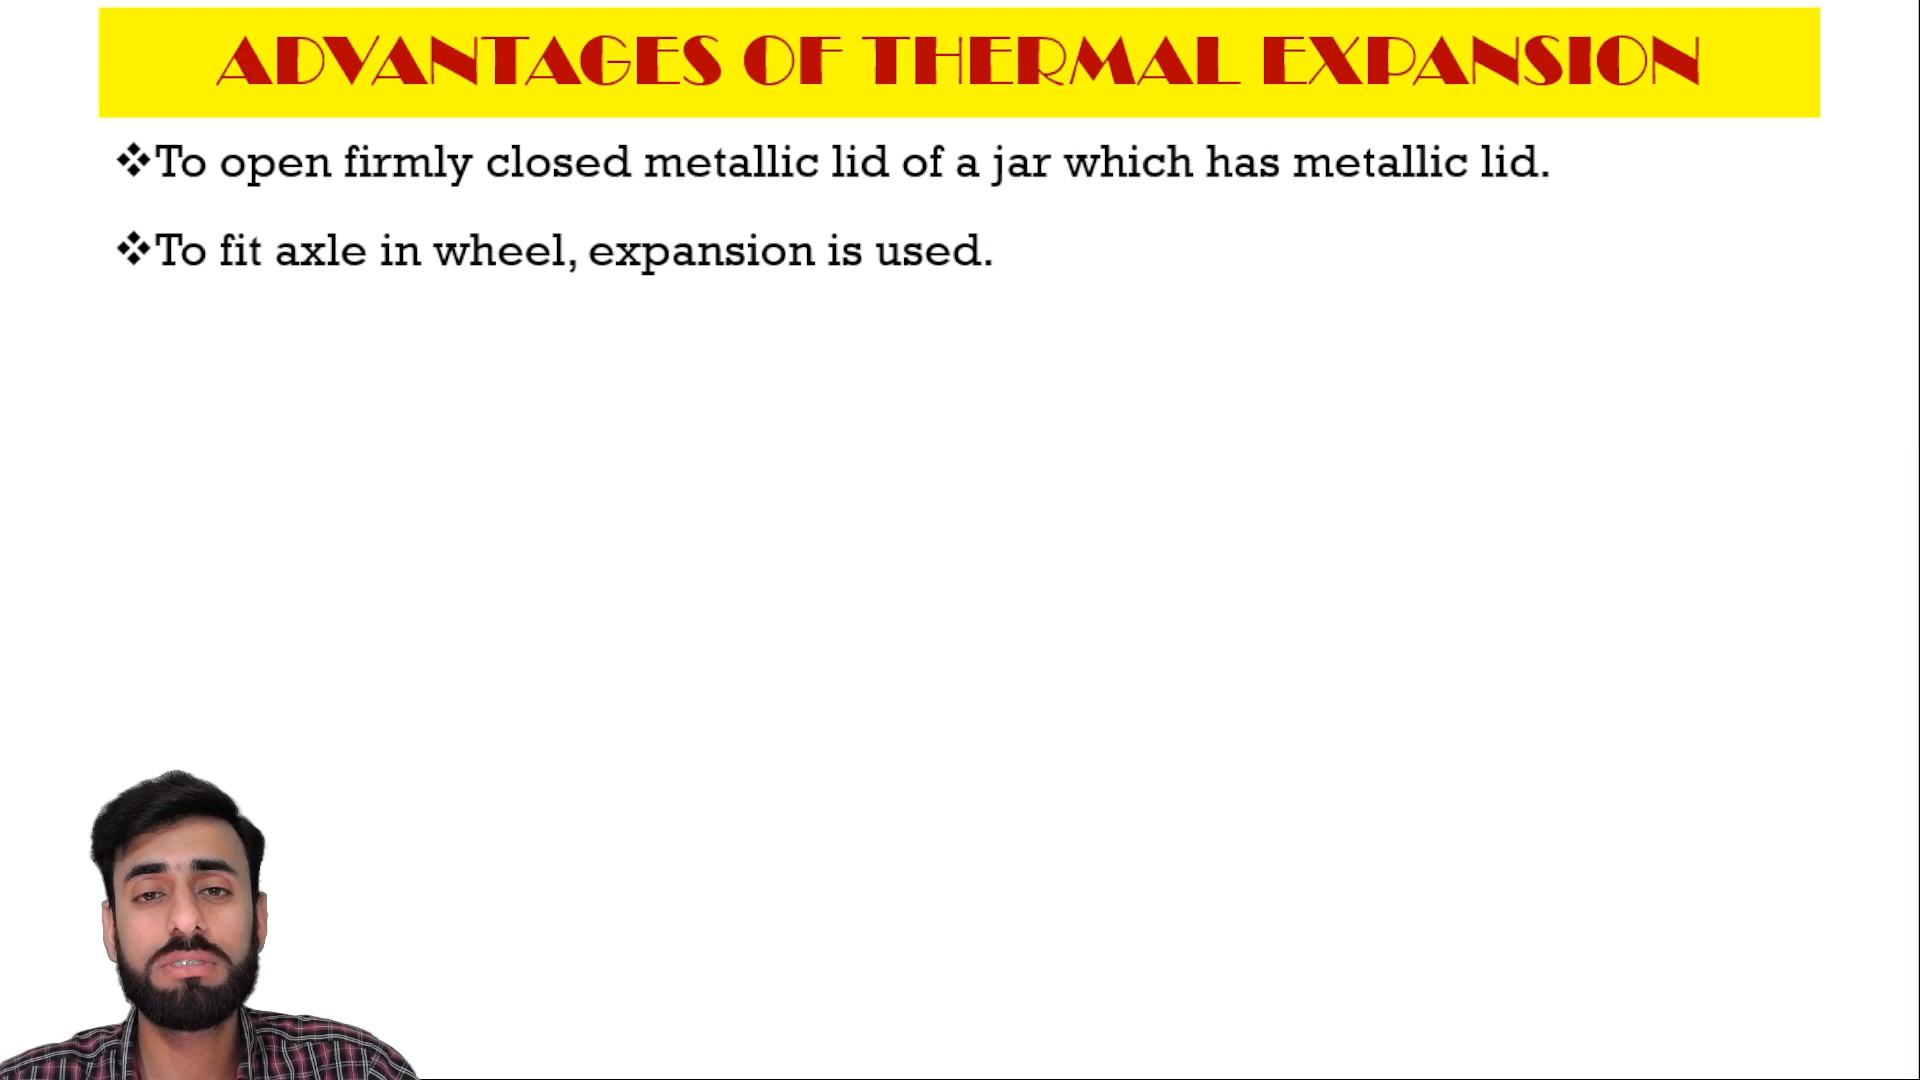 ADVANTAGES OF THERMAL EXPANSION
❖To open firmly closed metallic lid of a jar which has metallic lid.
❖To fit axle in wheel, expansion is used.